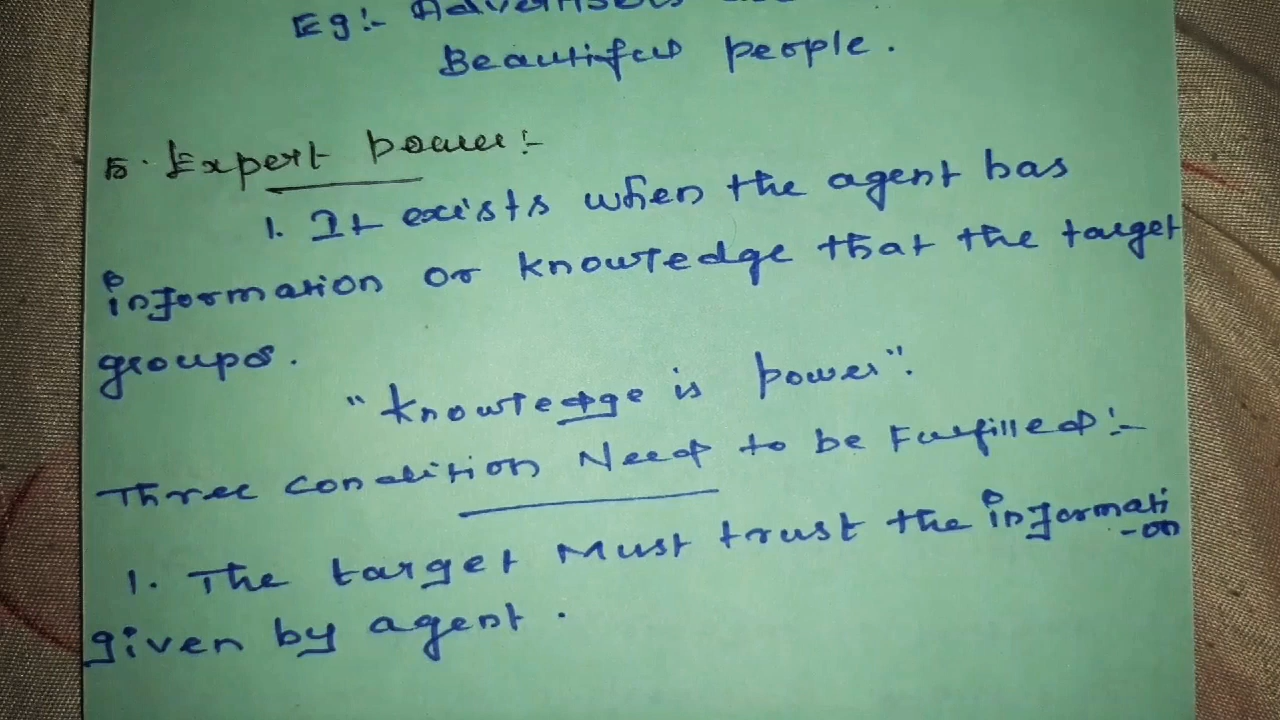 Eg:- Advertisers
Beautiful people.
5. Expert power:-
1. It exists when the agent has
information or knowledge that the target
groups.
"knowledge is power".
Three condition Need to be Fulfilled:-
1. The target Must trust the informati
-on
given by agent.